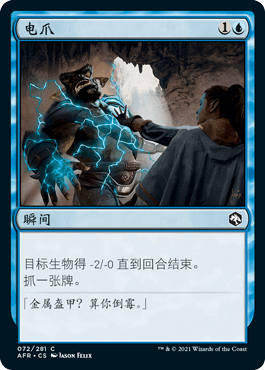 电爪
1
瞬间
目标生物得 -2/-0 直到回合结束。
抓一张牌。
「金属盔甲？算你倒霉。」
072/281 C
AFR • CS Jason Felix
™ & © 2021 Wizards of the Coast